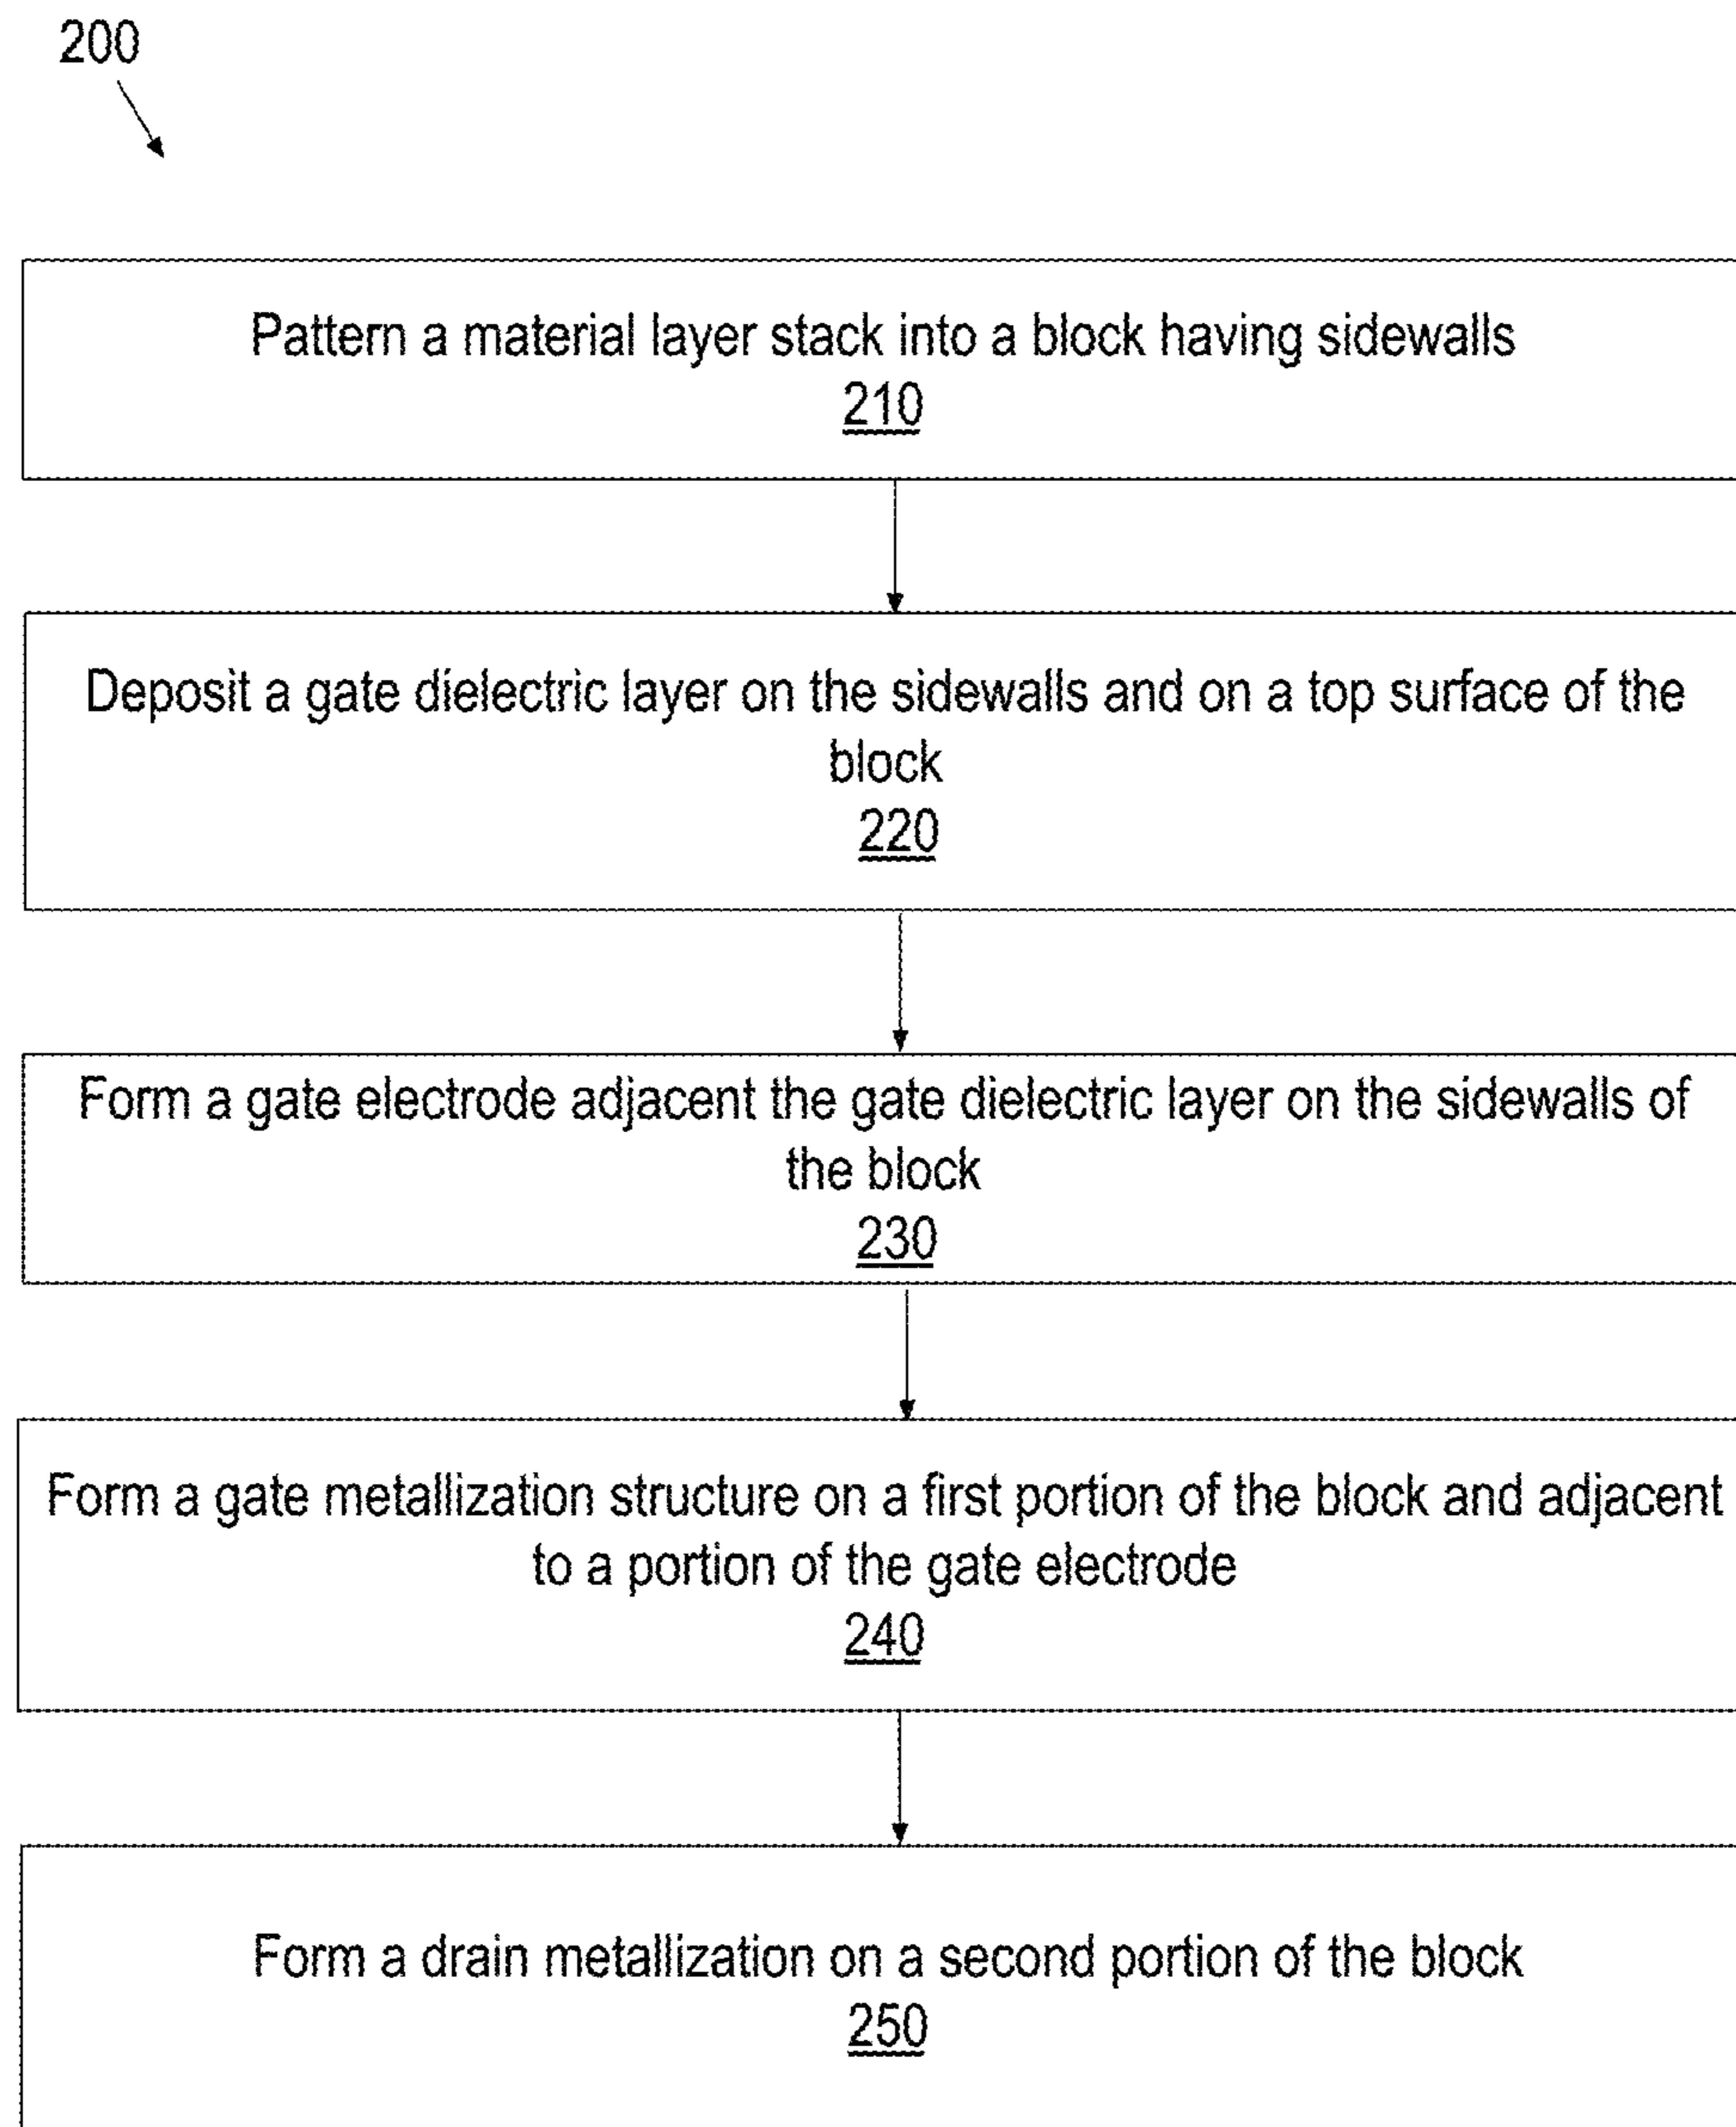 200
Pattern a material layer stack into a block having sidewalls
210
Deposit a gate dielectric layer on the sidewalls and on a top surface of the
block
220
Form a gate electrode adjacent the gate dielectric layer on the sidewalls of
the block
230
Form a gate metallization structure on a first portion of the block and adjacent
to a portion of the gate electrode
240
Form a drain metallization on a second portion of the block
250